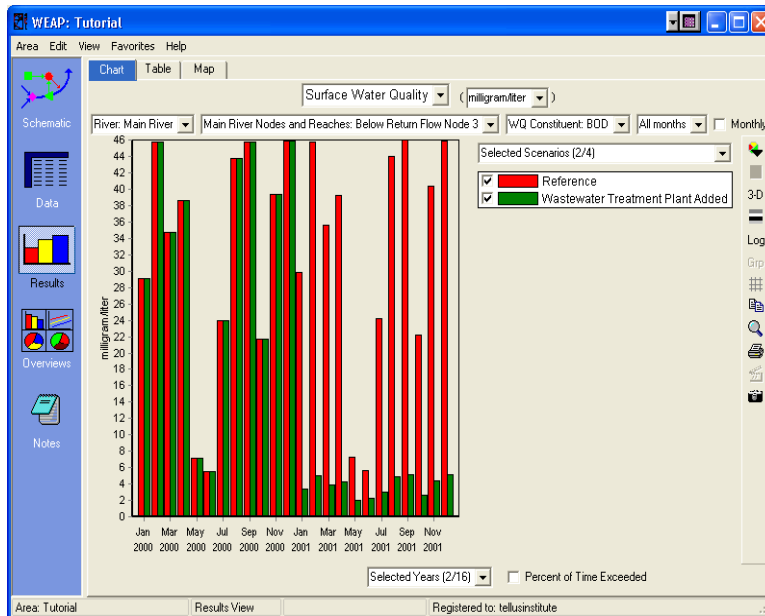 WEAP: Tutorial
Area Edit View Favorites Help
Chart Table Map
Surface Water Quality ( milligram/liter )
River: Main River Main River Nodes and Reaches: Below Return Flow Node 3 WQ Constituent: BOD All months Monthly
Schematic
Data
Results
Overviews
Notes
milligram/liter
46
44
42
40
38
36
34
32
30
28
26
24
22
20
18
16
14
12
10
8
6
4
2
0
Jan Mar May Jul Sep Nov Jan Mar May Jul Sep Nov
2000 2000 2000 2000 2000 2000 2001 2001 2001 2001 2001 2001
Selected Scenarios (2/4)
Reference
Wastewater Treatment Plant Added
3-D
Log
Grp
Selected Years (2/16) Percent of Time Exceeded
Area: Tutorial Results View Registered to: tellusinstitute